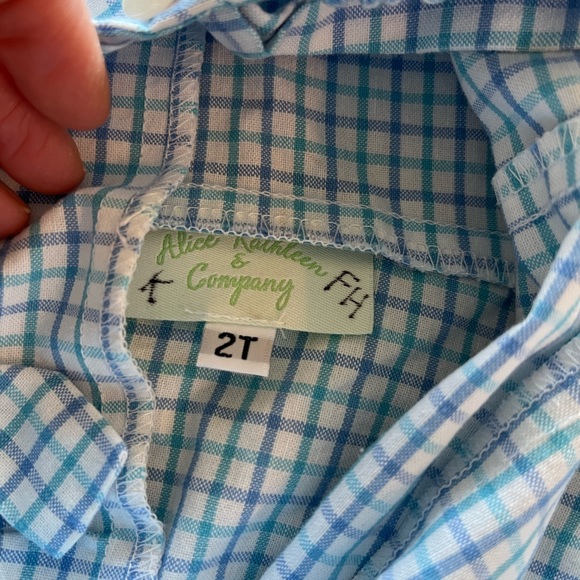 Alice Kathleen
&
Company
K FH
2T